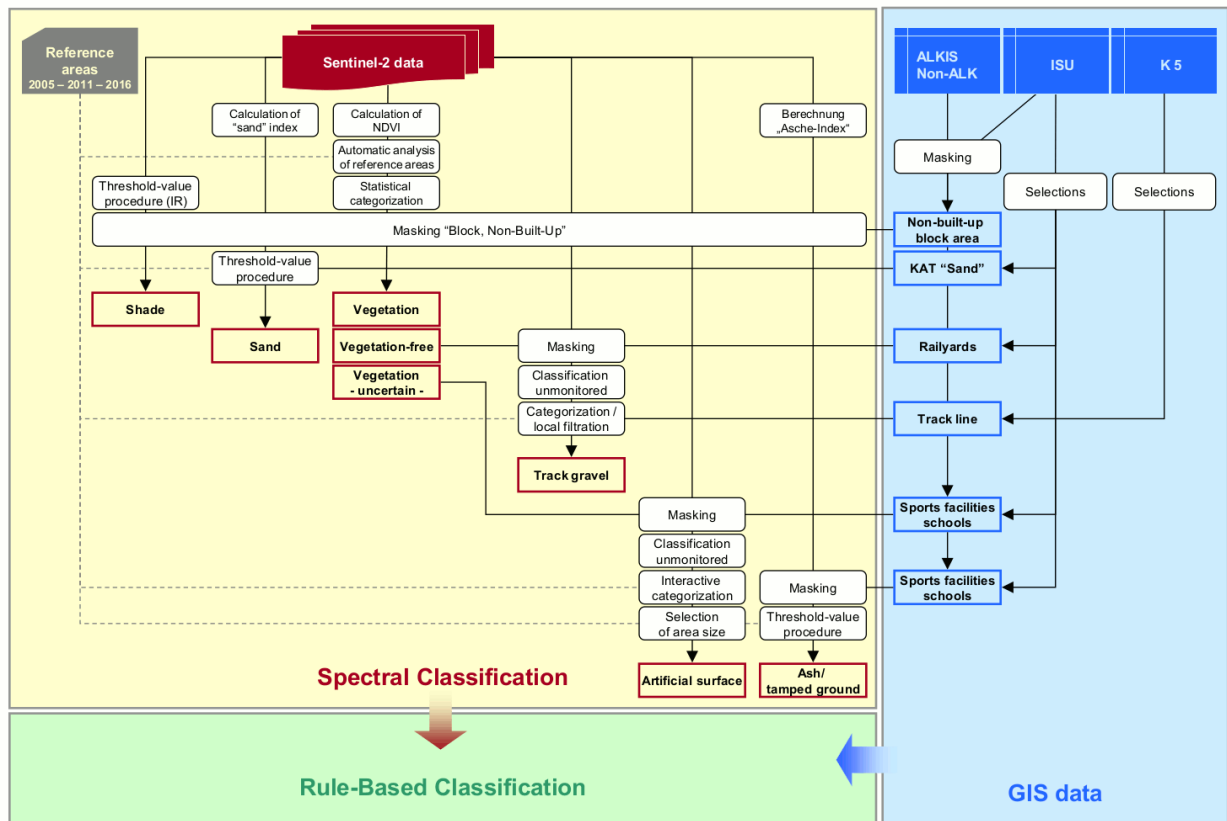 Reference
areas
2005 – 2011 – 2016
Sentinel-2 data
ALKIS
Non-ALK
ISU
K 5
Calculation of
"sand" index
Calculation of
NDVI
Berechnung
„Asche-Index"
Automatic analysis
of reference areas
Masking
Threshold-value
procedure (IR)
Statistical
categorization
Selections
Selections
Masking "Block, Non-Built-Up"
Non-built-up
block area
Threshold-value
procedure
KAT "Sand"
Shade
Vegetation
Sand
Vegetation-free
Masking
Railyards
Vegetation
- uncertain -
Classification
unmonitored
Categorization /
local filtration
Track line
Track gravel
Masking
Sports facilities
schools
Classification
unmonitored
Interactive
categorization
Masking
Sports facilities
schools
Selection
of area size
Threshold-value
procedure
Spectral Classification
Artificial surface
Ash/
tamped ground
Rule-Based Classification
GIS data